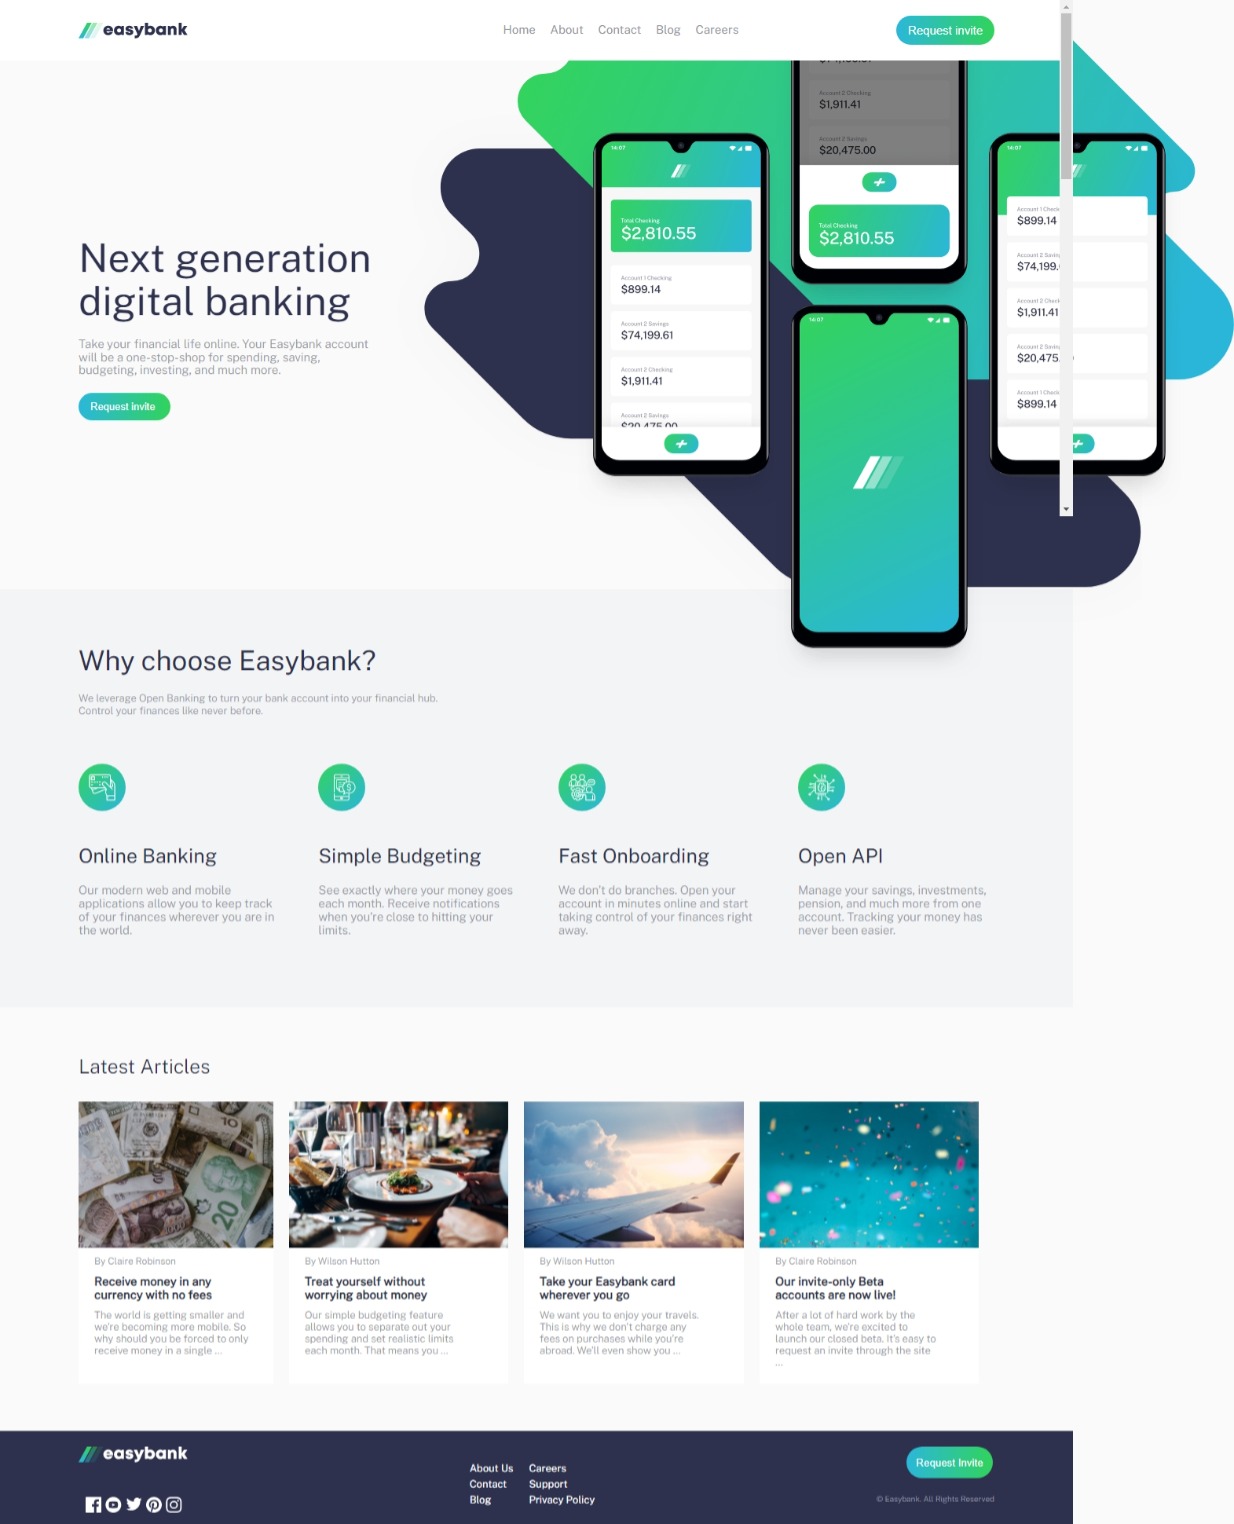 easybank
Home About Contact Blog Careers
Request invite
Account 2 Checking
$1,911.41
Account 2 Savings
$20,475.00
Total Checking
$2,810.55
14:07
Total Checking
$2,810.55
Account 1 Checking
$899.14
Account 2 Savings
$74,199.61
Account 2 Checking
$1,911.41
Account 2 Savings
$20,475.00
14:07
$899.14
$74,199.
$1,911.41
$20,475.
$899.14
14:07
Next generation
digital banking
Take your financial life online. Your Easybank account
will be a one-stop-shop for spending, saving,
budgeting, investing, and much more.
Request Invite
Why choose Easybank?
We leverage Open Banking to turn your bank account into your financial hub.
Control your finances like never before.
Online Banking
Our modern web and mobile
applications allow you to keep track
of your finances wherever you are in
the world.
Simple Budgeting
See exactly where your money goes
each month. Receive notifications
when you're close to hitting your
limits.
Fast Onboarding
We don't do branches. Open your
account in minutes online and start
taking control of your finances right
away.
Open API
Manage your savings, investments,
pension, and much more from one
account. Tracking your money has
never been easier.
Latest Articles
By Claire Robinson
Receive money in any
currency with no fees
The world is getting smaller and
we're becoming more mobile. So
why should you be forced to only
receive money in a single ...
By Wilson Hutton
Treat yourself without
worrying about money
Our simple budgeting feature
allows you to separate out your
spending and set realistic limits
each month. That means you ...
By Wilson Hutton
Take your Easybank card
wherever you go
We want you to enjoy your travels.
This is why we don't charge any
fees on purchases while you're
abroad. We'll even show you ...
By Claire Robinson
Our invite-only Beta
accounts are now live!
After a lot of hard work by the
whole team, we're excited to
launch our closed beta. It's easy to
request an invite through the site
...
easybank
About Us Careers
Contact Support
Blog Privacy Policy
Request Invite
© Easybank. All Rights Reserved